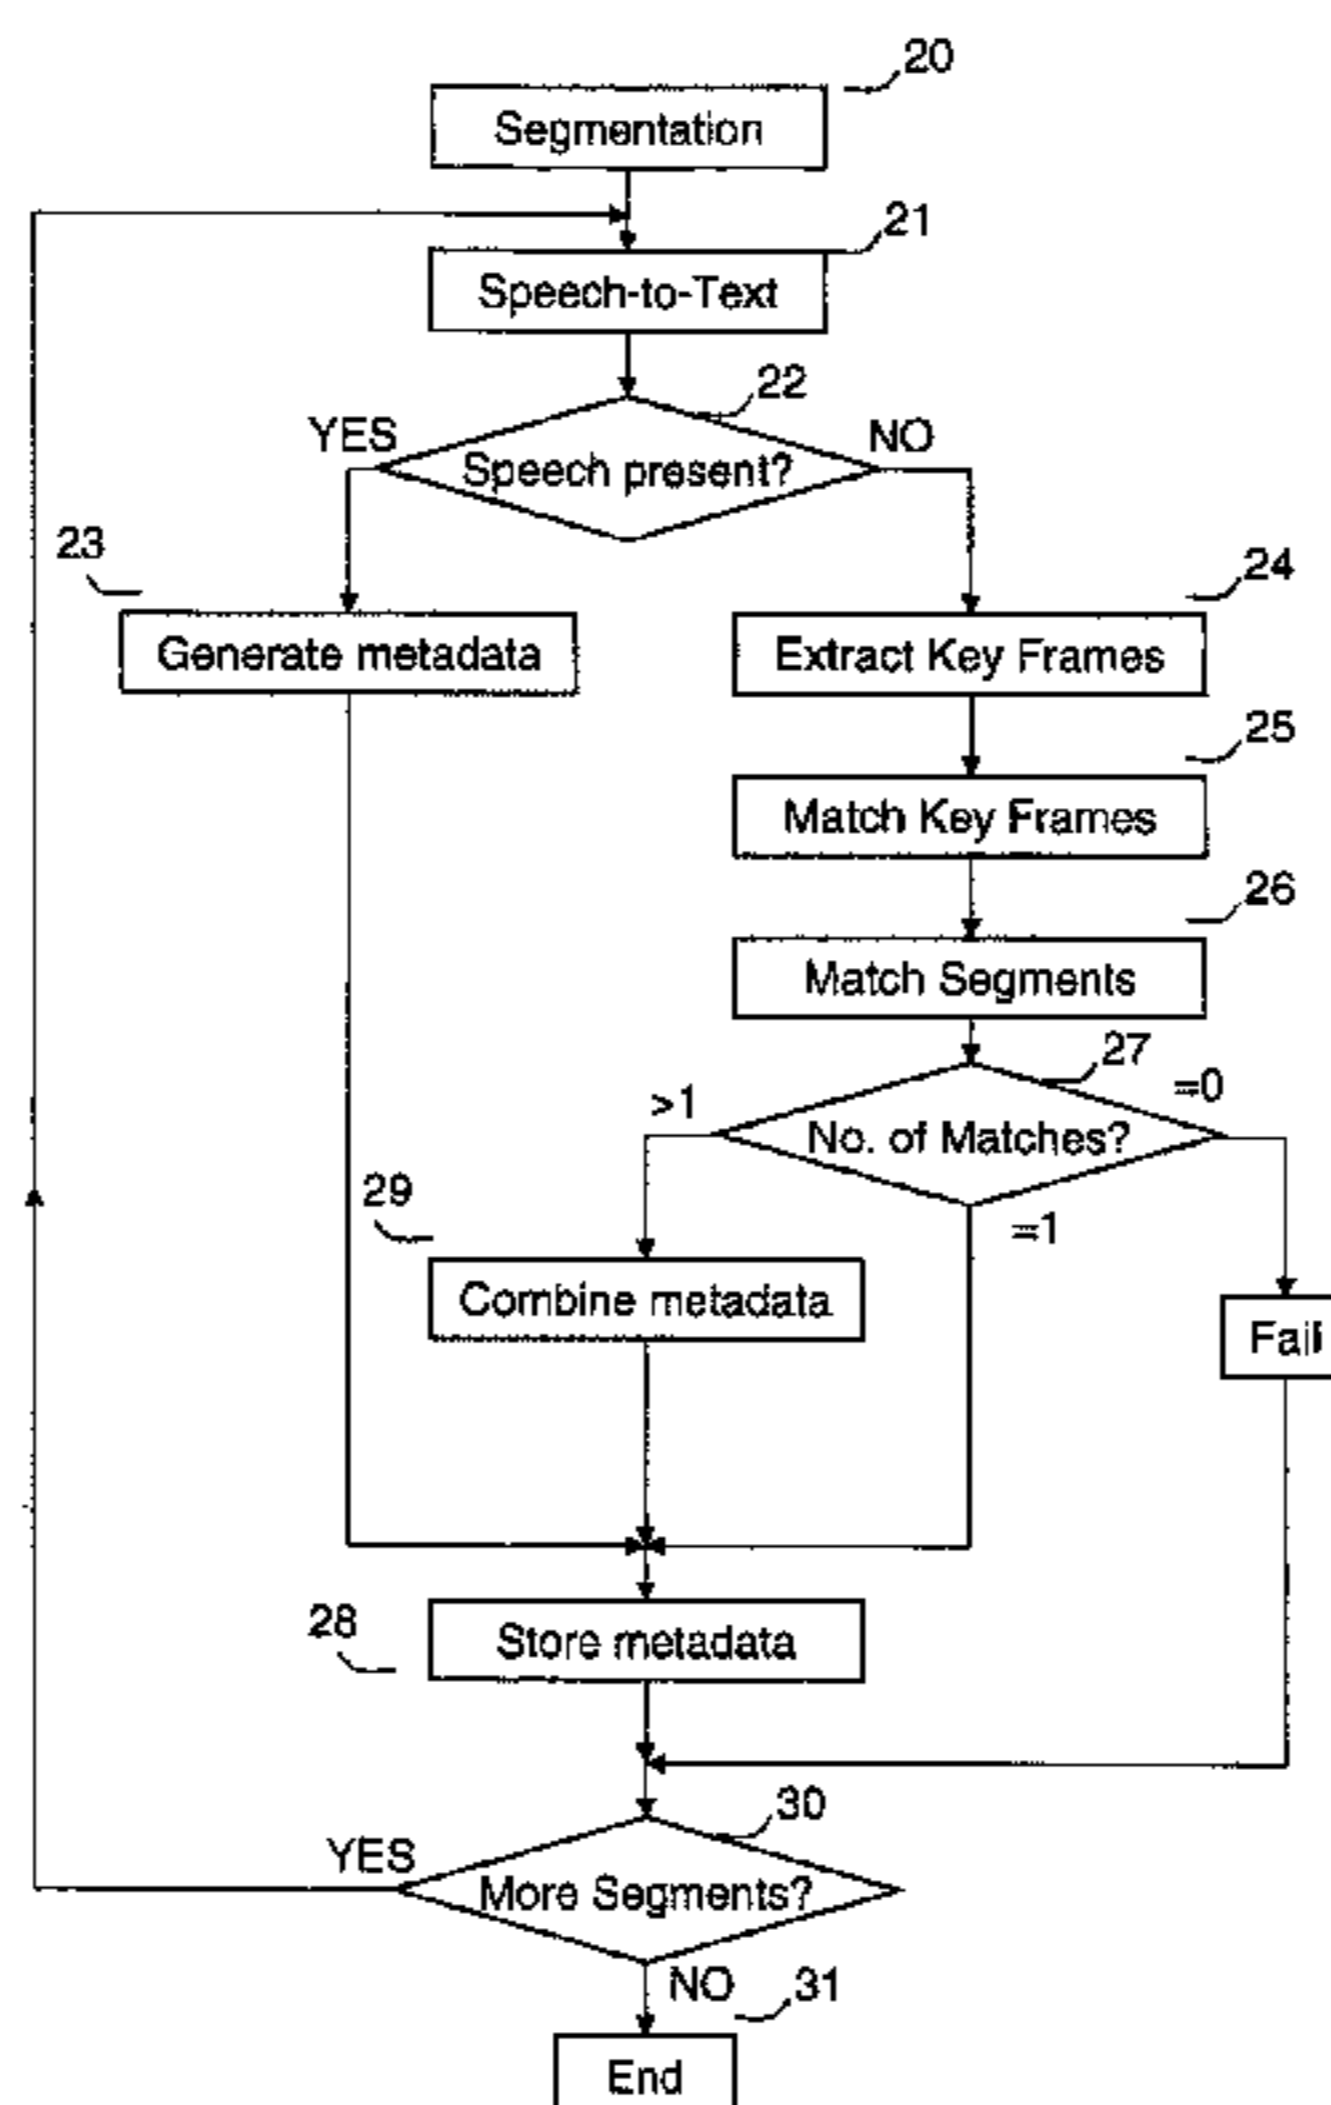 20
Segmentation
21
Speech-to-Text
22
YES
NO
Speech present?
23
24
Generate metadata
Extract Key Frames
25
Match Key Frames
26
Match Segments
27
>1
=0
No. of Matches?
29
=1
Combine metadata
Fail
28
Store metadata
30
YES
More Segments?
NO
31
End